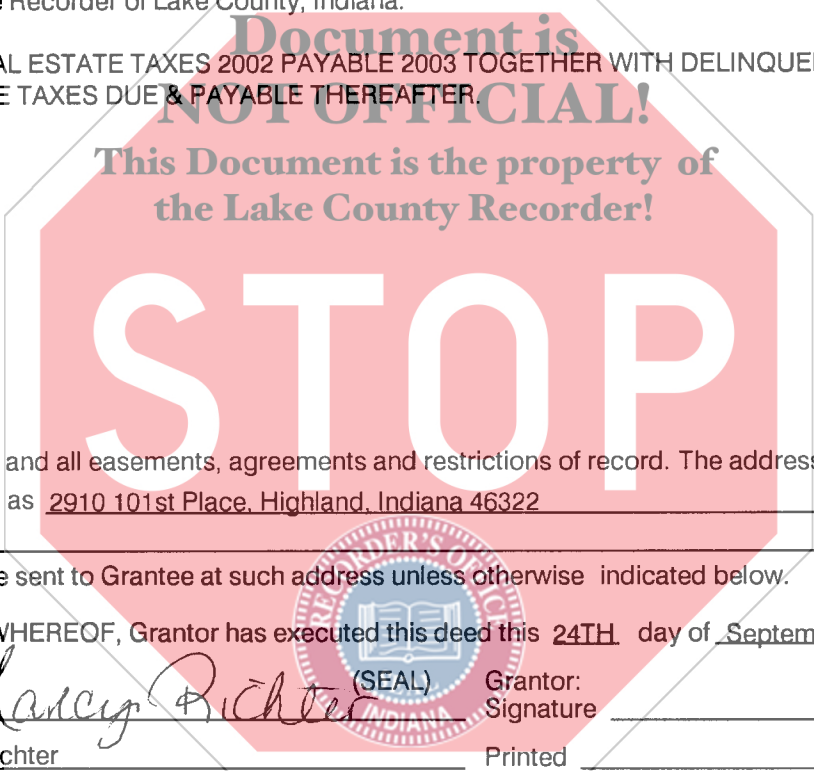 Recorder of Lake County, Indiana.
Document is
AL ESTATE TAXES 2002 PAYABLE 2003 TOGETHER WITH DELINQUE
E TAXES DUE & PAYABLE THEREAFTER.
NOT OFFICIAL!
This Document is the property of
the Lake County Recorder!
STOP
and all easements, agreements and restrictions of record. The address
as 2910 101st Place, Highland, Indiana 46322
e sent to Grantee at such address unless otherwise indicated below.
WHEREOF, Grantor has executed this deed this 24TH day of Septem
RECORDER'S OFFICE
INDIANA
Nancy Richter (SEAL) Grantor:
Signature
chter Printed